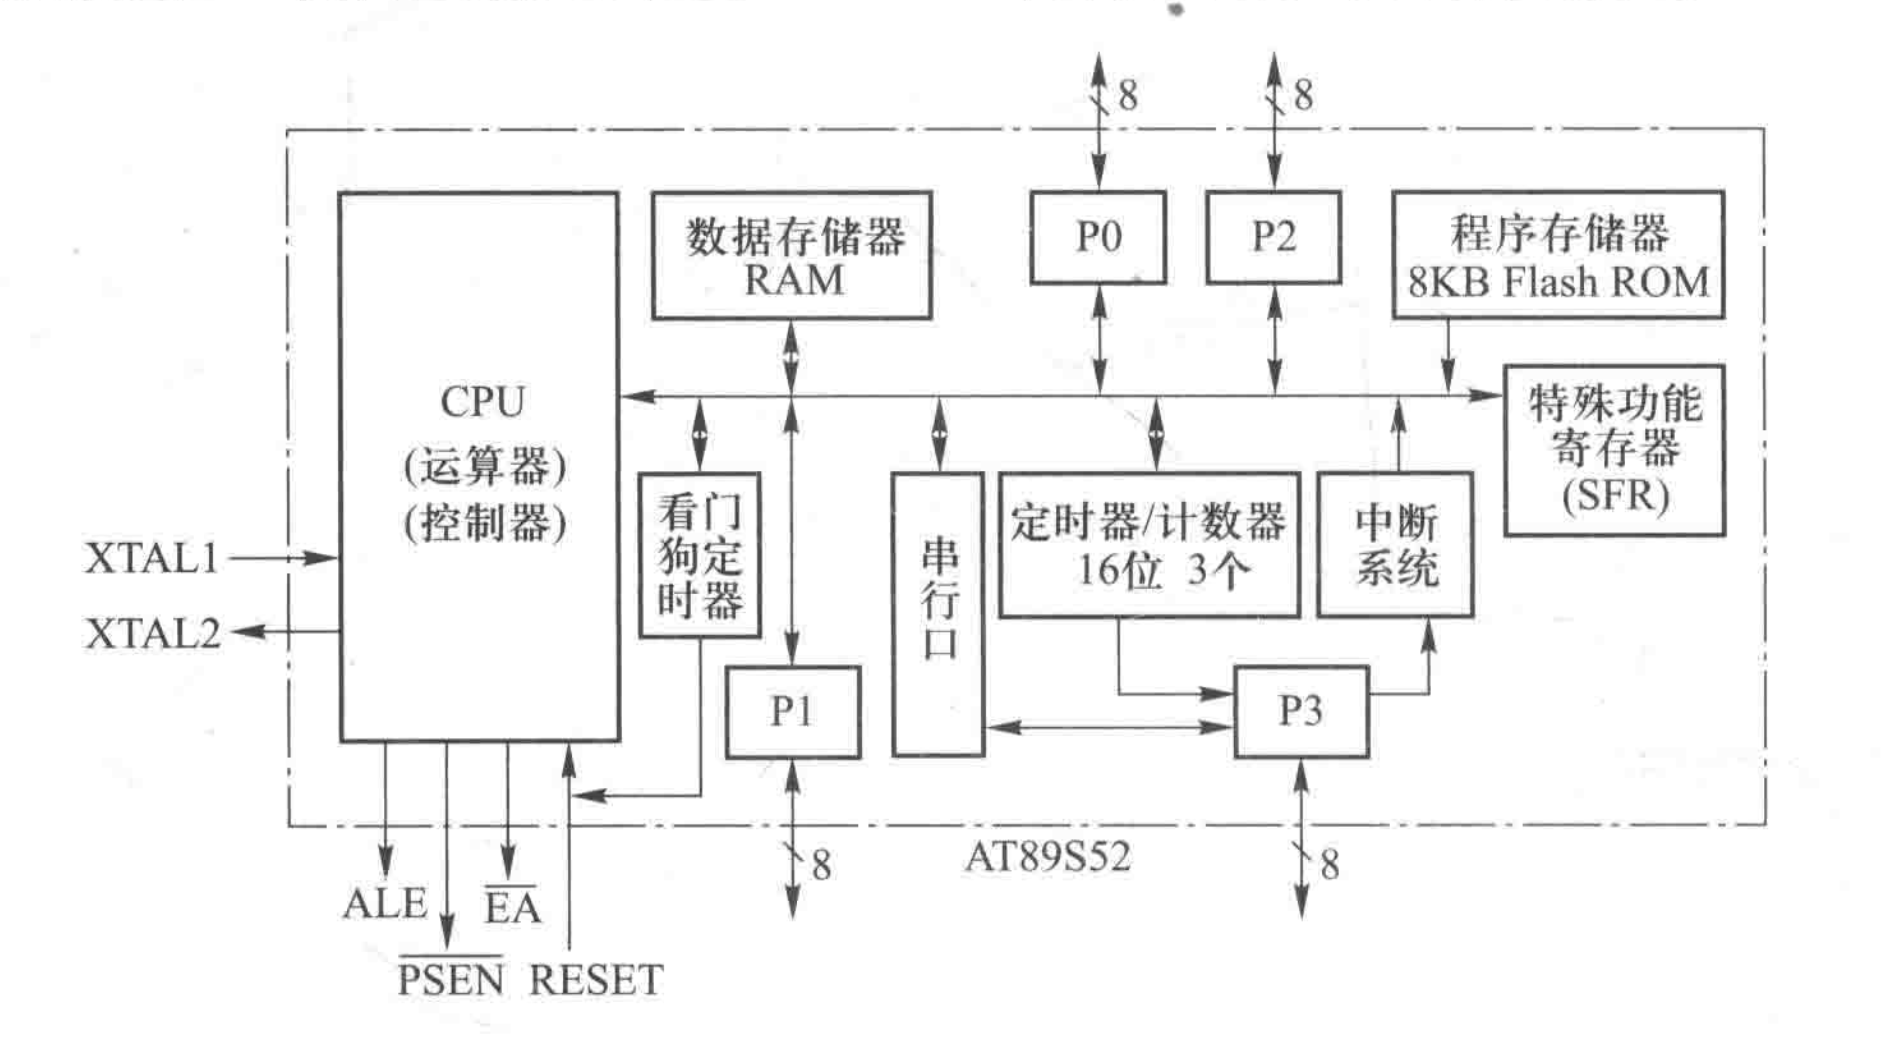 8
8
数据存储器
RAM
P0
P2
程序存储器
8KB Flash ROM
CPU
(运算器)
(控制器)
特殊功能
寄存器
(SFR)
看门
狗定
时器
串
行
口
定时器/计数器
16位 3个
中断
系统
XTAL1
XTAL2
P1
P3
8
AT89S52
8
ALE
EA
PSEN
RESET